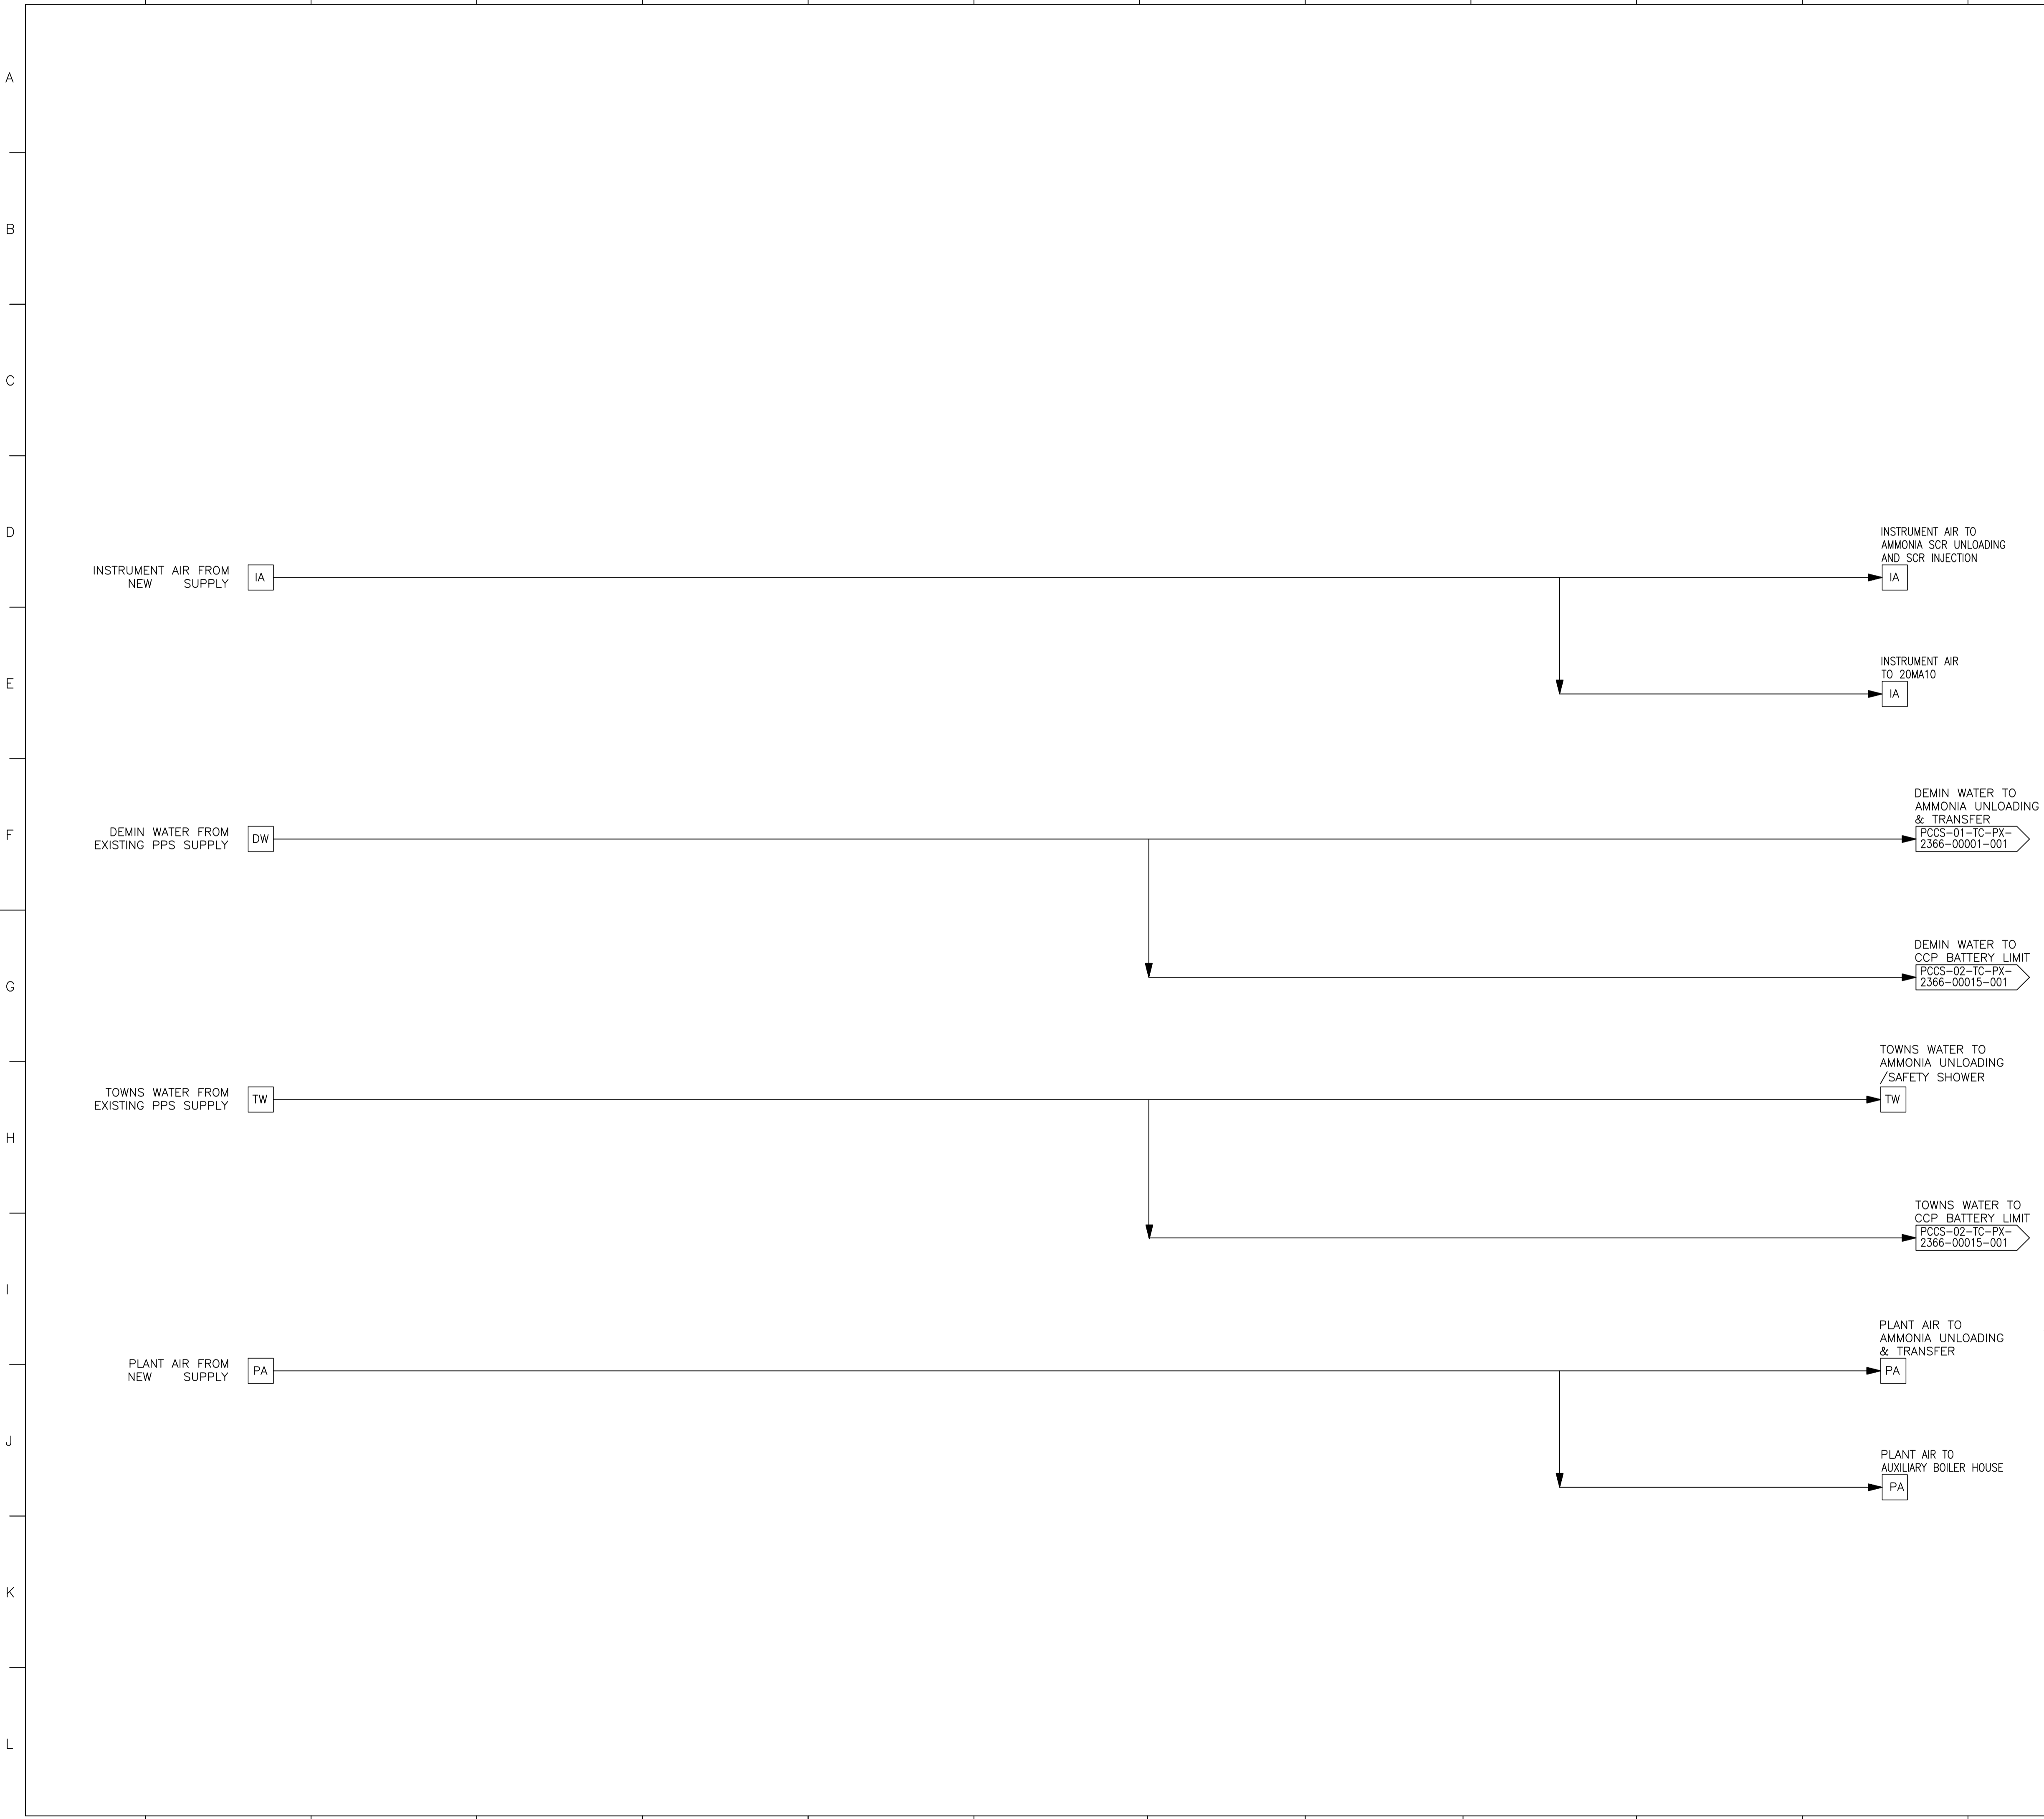 A
B
C
D
INSTRUMENT AIR TO
AMMONIA SCR UNLOADING
AND SCR INJECTION
INSTRUMENT AIR FROM
NEW SUPPLY
IA
IA
E
INSTRUMENT AIR
TO 20MA10
IA
F
DEMIN WATER TO
AMMONIA UNLOADING
& TRANSFER
DEMIN WATER FROM
EXISTING PPS SUPPLY
DW
PCCS-01-TC-PX-
2366-00001-001
G
DEMIN WATER TO
CCP BATTERY LIMIT
PCCS-02-TC-PX-
2366-00015-001
TOWNS WATER TO
AMMONIA UNLOADING
/SAFETY SHOWER
TOWNS WATER FROM
EXISTING PPS SUPPLY
TW
TW
H
TOWNS WATER TO
CCP BATTERY LIMIT
PCCS-02-TC-PX-
2366-00015-001
I
PLANT AIR TO
AMMONIA UNLOADING
& TRANSFER
PLANT AIR FROM
NEW SUPPLY
PA
PA
J
PLANT AIR TO
AUXILIARY BOILER HOUSE
PA
K
L